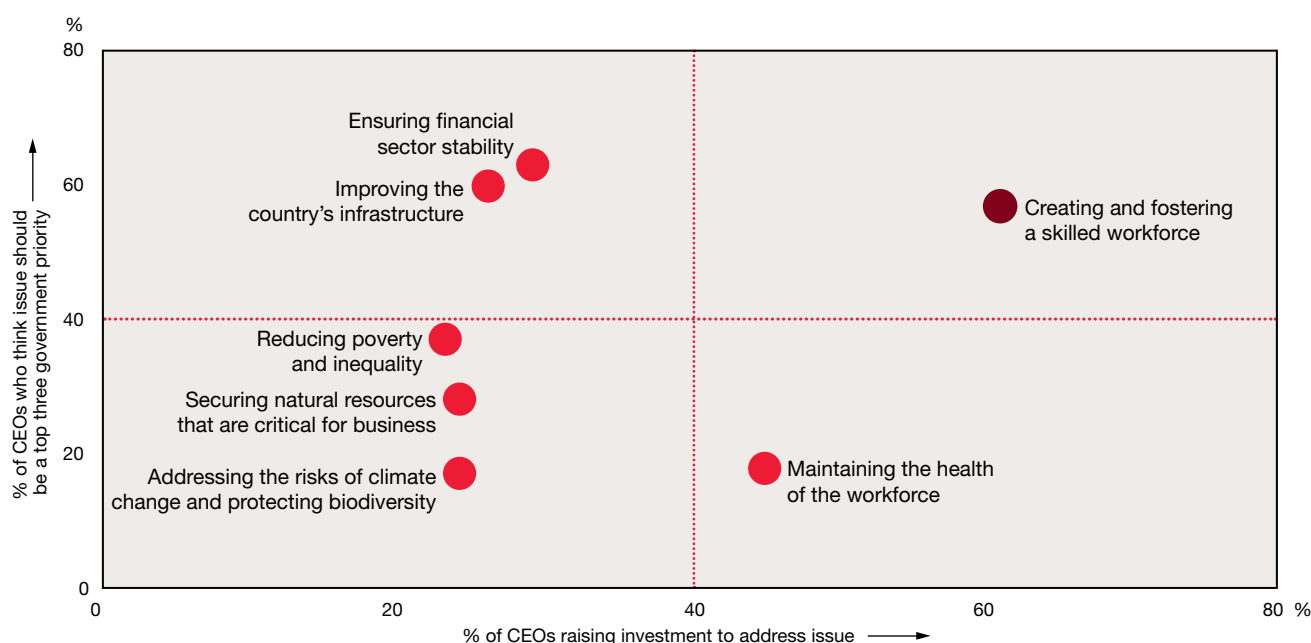 %
80
Ensuring financial
sector stability
60
Improving the
country’s infrastructure
Creating and fostering
a skilled workforce
% of CEOs who think issue should
be a top three government priority
40
Reducing poverty
and inequality
Securing natural resources
that are critical for business
20
Addressing the risks of climate
change and protecting biodiversity
Maintaining the health
of the workforce
0
0 20 40 60 80 %
% of CEOs raising investment to address issue